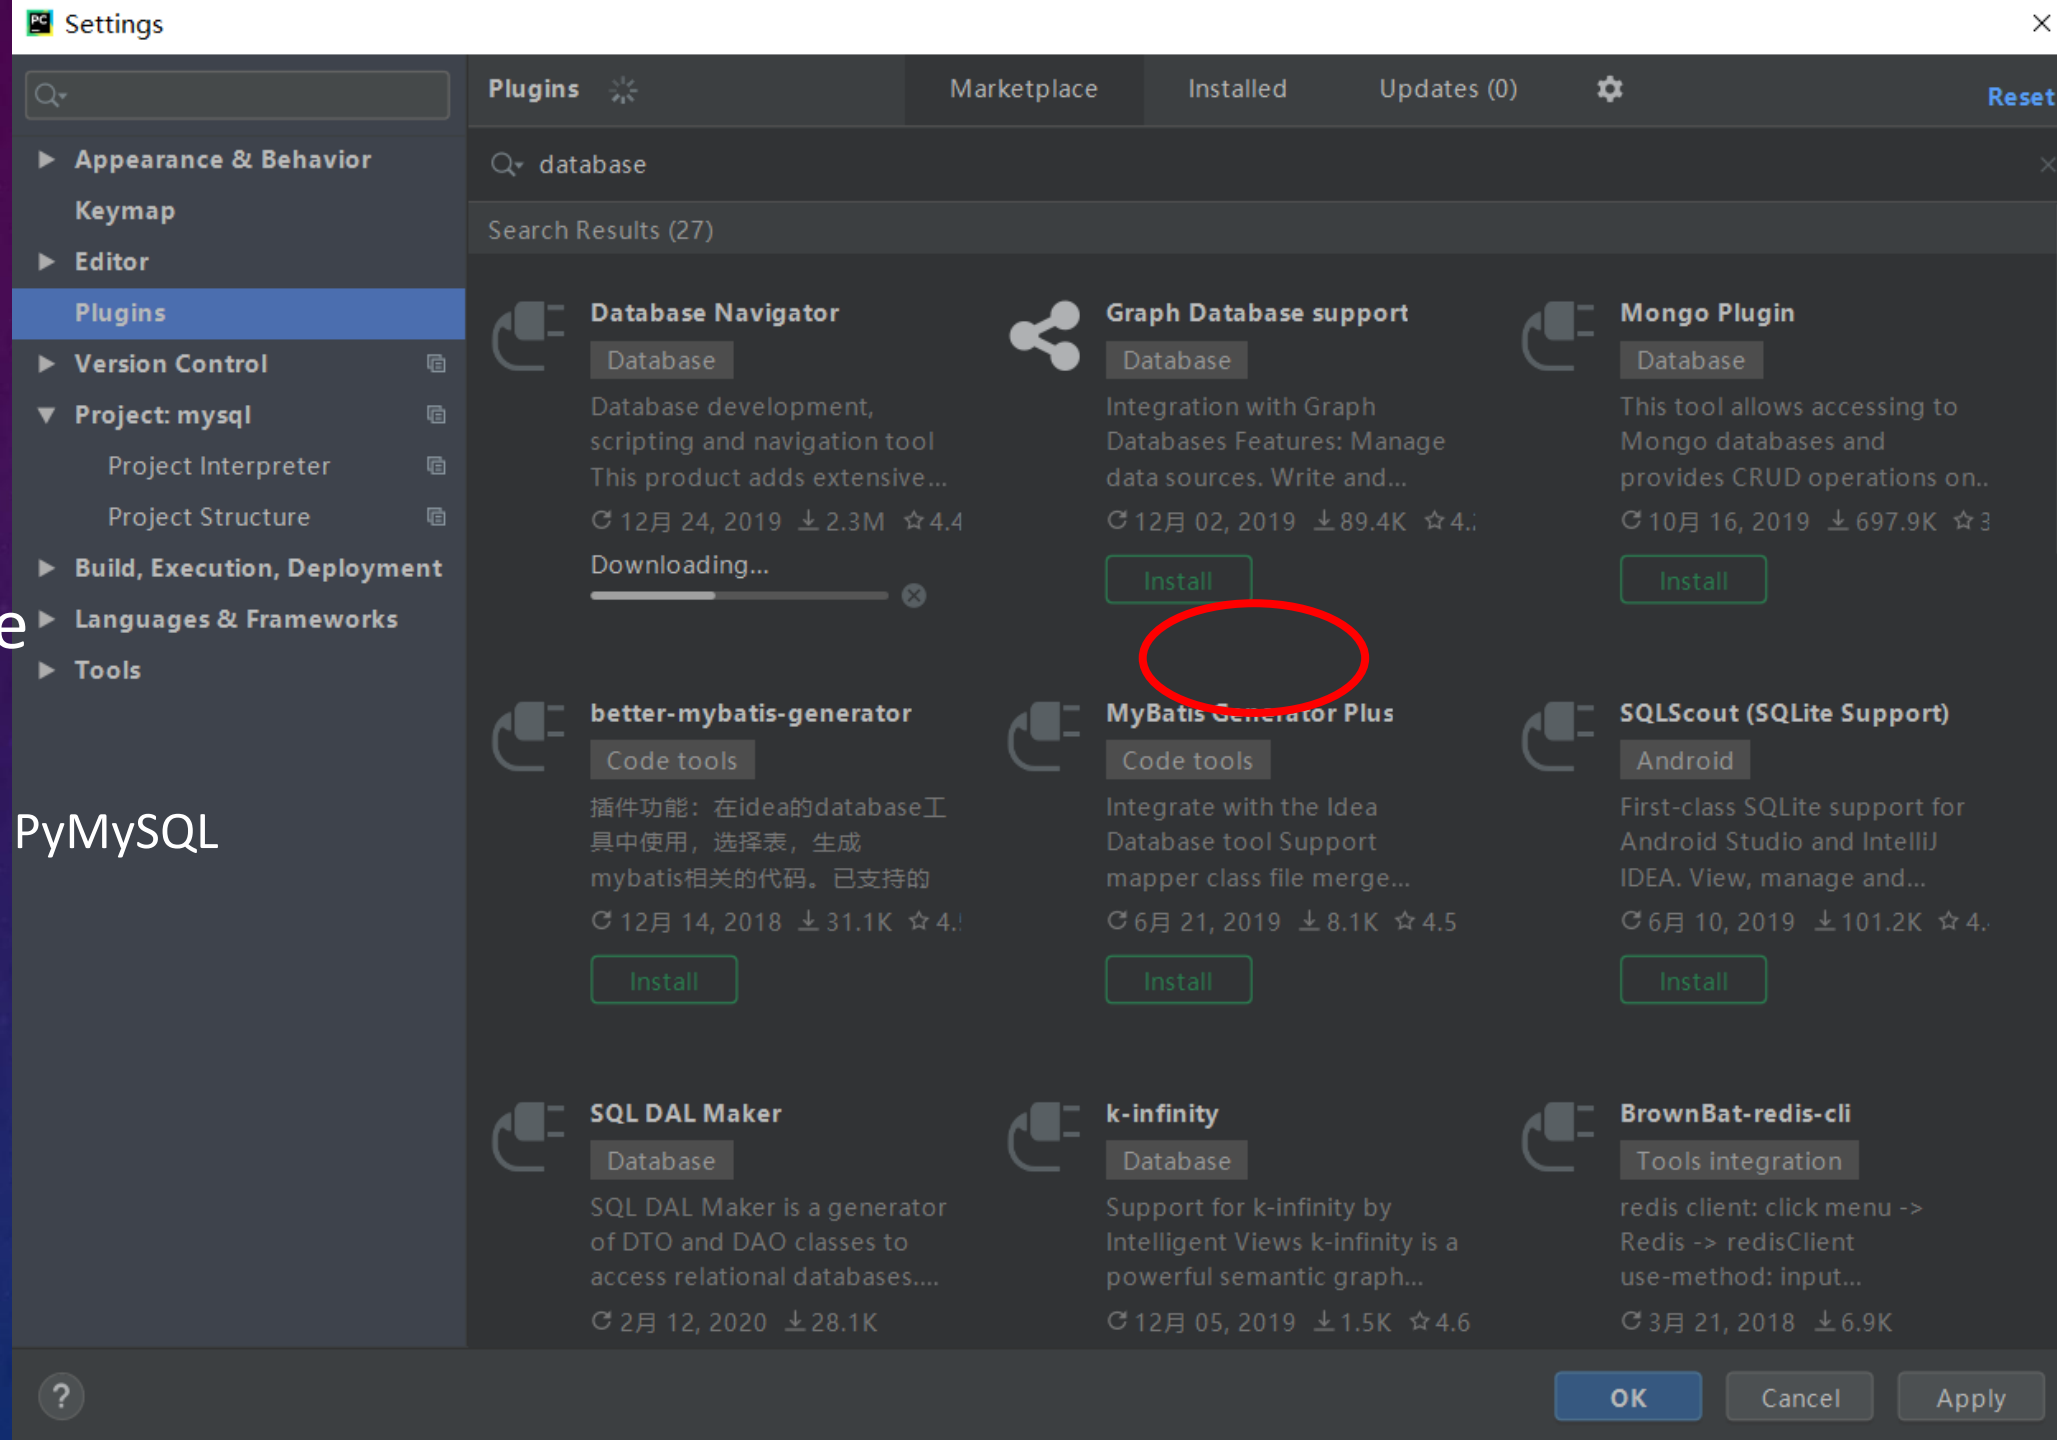 Settings
Plugins
Marketplace
Installed
Updates (0)
Reset
database
Search Results (27)
Appearance & Behavior
Keymap
Editor
Plugins
Version Control
Project: mysql
Project Interpreter
Project Structure
Build, Execution, Deployment
Languages & Frameworks
Tools
e
PyMySQL
Database Navigator
Database
Database development,
scripting and navigation tool
This product adds extensive...
12月 24, 2019 2.3M 4.4
Downloading...
Graph Database support
Database
Integration with Graph
Databases Features: Manage
data sources. Write and...
12月 02, 2019 89.4K 4.
Install
Mongo Plugin
Database
This tool allows accessing to
Mongo databases and
provides CRUD operations on..
10月 16, 2019 697.9K 3
Install
better-mybatis-generator
Code tools
插件功能：在idea的database工
具中使用，选择表，生成
mybatis相关的代码。已支持的
12月 14, 2018 31.1K 4.
Install
MyBatis Generator Plus
Code tools
Integrate with the Idea
Database tool Support
mapper class file merge...
6月 21, 2019 8.1K 4.5
Install
SQLScout (SQLite Support)
Android
First-class SQLite support for
Android Studio and IntelliJ
IDEA. View, manage and...
6月 10, 2019 101.2K 4.
Install
SQL DAL Maker
Database
SQL DAL Maker is a generator
of DTO and DAO classes to
access relational databases....
2月 12, 2020 28.1K
k-infinity
Database
Support for k-infinity by
Intelligent Views k-infinity is a
powerful semantic graph...
12月 05, 2019 1.5K 4.6
BrownBat-redis-cli
Tools integration
redis client: click menu ->
Redis -> redisClient
use-method: input...
3月 21, 2018 6.9K
?
OK
Cancel
Apply